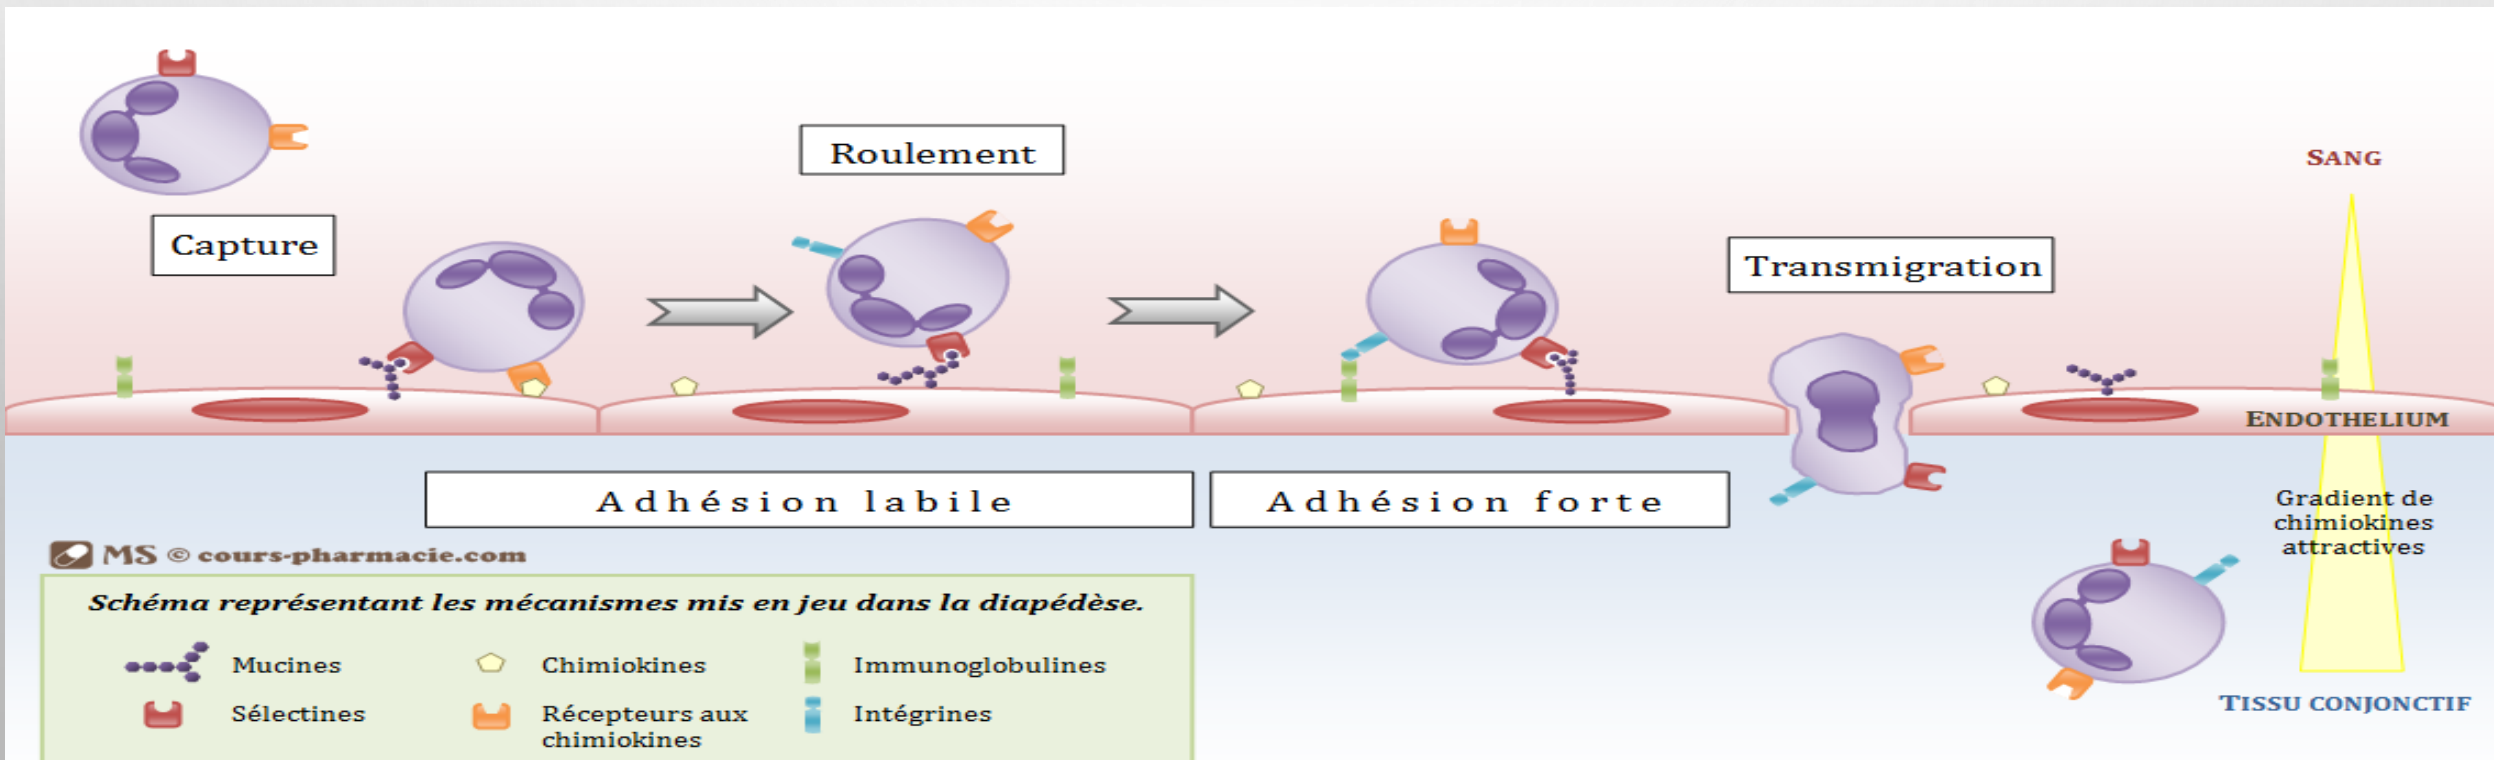 Capture
Roulement
Transmigration
SANG
ENDOTHELIUM
Adhésion labile
Adhésion forte
Gradient de
chimiokines
attractives
TISSU CONJONCTIF
MS © cours-pharmacie.com
Schéma représentant les mécanismes mis en jeu dans la diapédèse.
Mucines
Chimiokines
Immunoglobulines
Sélectines
Récepteurs aux
chimiokines
Intégrines